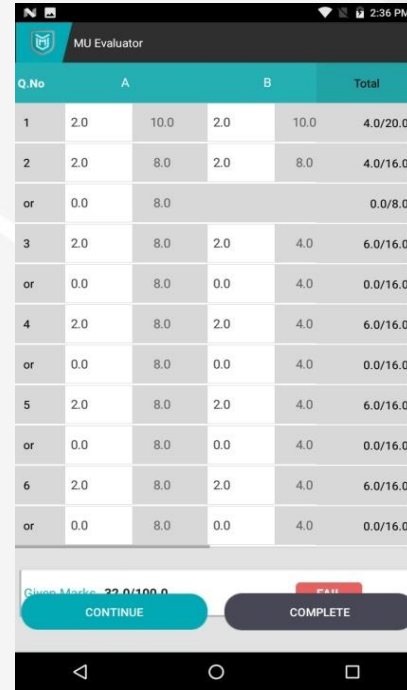 2:36 PM
MU Evaluator
Q.No A B Total
1 2.0 10.0 2.0 10.0 4.0/20.0
2 2.0 8.0 2.0 8.0 4.0/16.0
or 0.0 8.0 0.0/8.0
3 2.0 8.0 2.0 4.0 6.0/16.0
or 0.0 8.0 0.0 4.0 0.0/16.0
4 2.0 8.0 2.0 4.0 6.0/16.0
or 0.0 8.0 0.0 4.0 0.0/16.0
5 2.0 8.0 2.0 4.0 6.0/16.0
or 0.0 8.0 0.0 4.0 0.0/16.0
6 2.0 8.0 2.0 4.0 6.0/16.0
or 0.0 8.0 0.0 4.0 0.0/16.0
Given Marks 32.0/100.0 FAIL
CONTINUE COMPLETE